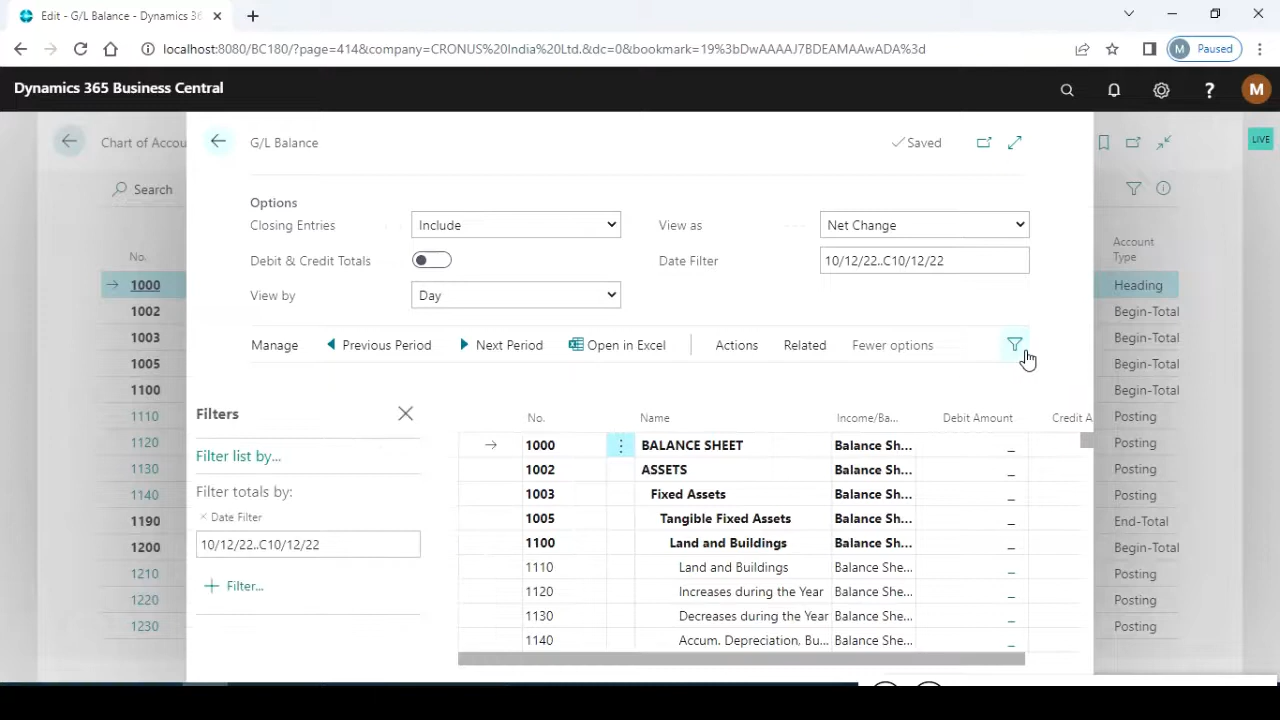 Edit - G/L Balance - Dynamics 36
localhost:8080/BC180/?page=414&company=CRONUS%20India%20Ltd.&dc=0&bookmark=19%3bDwAAAAJ7BDEAMAAwADA%3d
M Paused
Dynamics 365 Business Central
? M
Chart of Accou
G/L Balance
Saved
LIVE
Search
Options
Closing Entries Include
View as Net Change
Debit & Credit Totals
Date Filter 10/12/22..C10/12/22
View by Day
Manage Previous Period Next Period Open in Excel Actions Related Fewer options
Filters
Filter list by...
Filter totals by:
× Date Filter
10/12/22..C10/12/22
Filter...
No. Name Income/Ba... Debit Amount Credit A
1000 BALANCE SHEET Balance Sh... _
1002 ASSETS Balance Sh... _
1003 Fixed Assets Balance Sh... _
1005 Tangible Fixed Assets Balance Sh... _
1100 Land and Buildings Balance Sh... _
1110 Land and Buildings Balance She... _
1120 Increases during the Year Balance She... _
1130 Decreases during the Year Balance She... _
1140 Accum. Depreciation, Bu... Balance She... _
No.
1000
1002
1003
1005
1100
1110
1120
1130
1140
1190
1200
1210
1220
1230
Account
Type
Heading
Begin-Total
Begin-Total
Begin-Total
Begin-Total
Posting
Posting
Posting
Posting
End-Total
Begin-Total
Posting
Posting
Posting